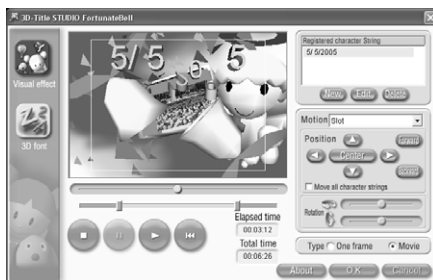 3D-Title STUDIO FortunateBell
Visual effect
3D font
5/ 5
5
Elapsed time
00:03:12
Total time
00:06:26
Registered character String
5/ 5/2005
New Edit Delete
Motion Slot
Position
Center
Move all character strings
Rotation
Type One frame Movie
About O K Cancel